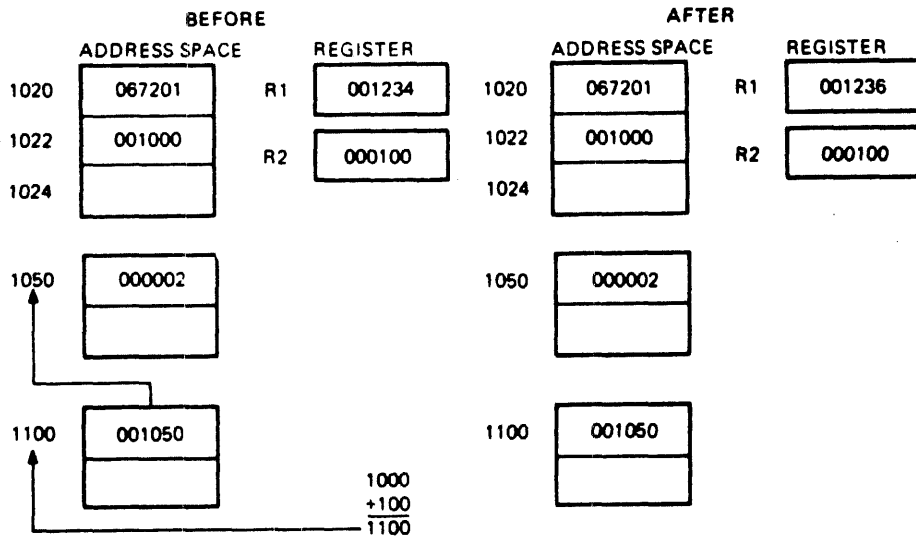 BEFORE
AFTER
ADDRESS SPACE REGISTER ADDRESS SPACE REGISTER
1020 067201 R1 001234 1020 067201 R1 001236
1022 001000 R2 000100 1022 001000 R2 000100
1024 1024
1050 000002 1050 000002
1100 001050 1100 001050
1000
+100
1100